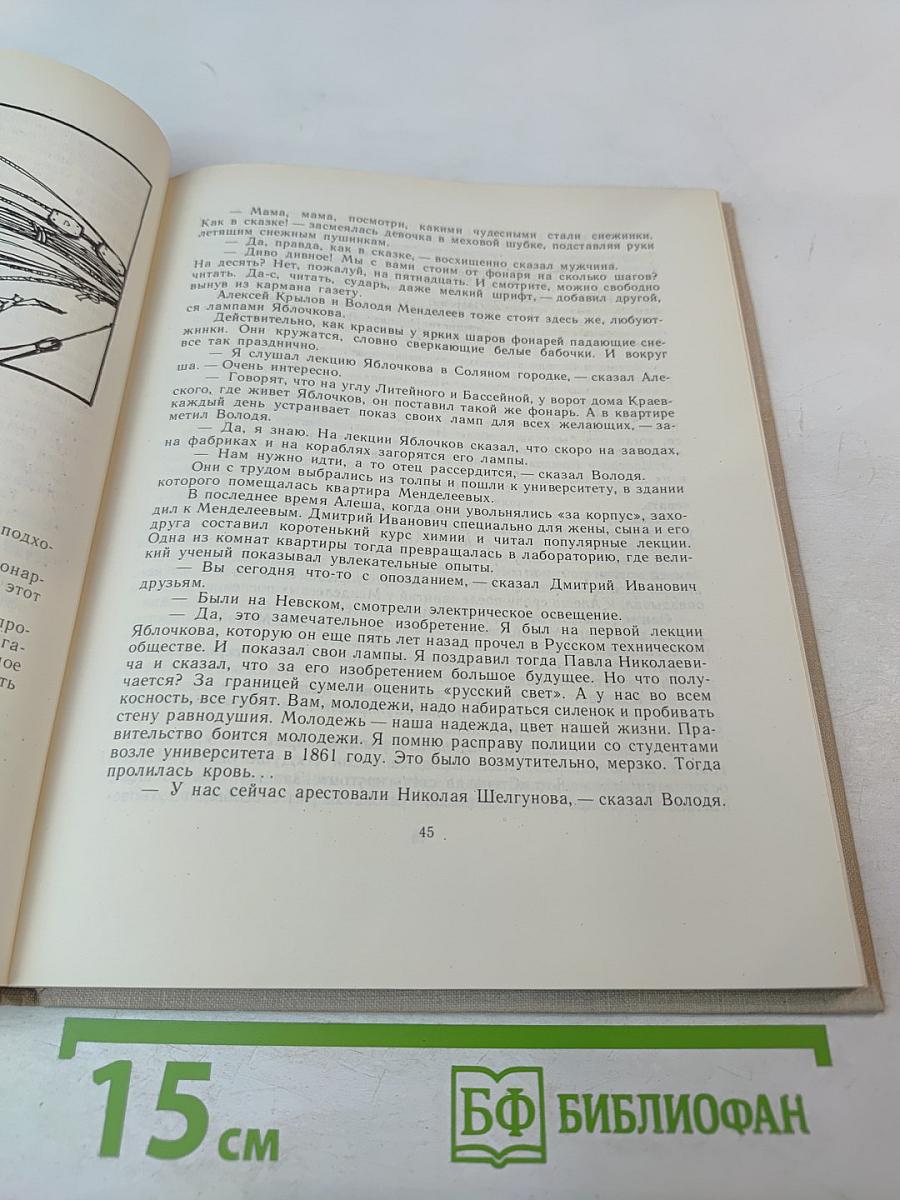 подхо-
онар-
этот
про-
га-
ное
ть
— Мама, мама, посмотри, какими чудесными стали снежинки.
Как в сказке! — засмеялась девочка в меховой шубке, подставляя руки
летящим снежным пушинкам.
— Да, правда, как в сказке, — восхищенно сказал мужчина.
— Диво дивное! Мы с вами стоим от фонаря на сколько шагов?
На десять? Нет, пожалуй, на пятнадцать. И смотрите, можно свободно
читать. Да-с, читать, сударь, даже мелкий шрифт, — добавил другой,
вынув из кармана газету.
Алексей Крылов и Володя Менделеев тоже стоят здесь же, любуют-
ся лампами Яблочкова.
Действительно, как красивы у ярких шаров фонарей падающие сне-
жинки. Они кружатся, словно сверкающие белые бабочки. И вокруг
все так празднично.
— Я слушал лекцию Яблочкова в Соляном городке, — сказал Але-
ша. — Очень интересно.
— Говорят, что на углу Литейного и Бассейной, у ворот дома Краев-
ского, где живет Яблочков, он поставил такой же фонарь. А в квартире
каждый день устраивает показ своих ламп для всех желающих, — за-
метил Володя.
— Да, я знаю. На лекции Яблочков сказал, что скоро на заводах,
на фабриках и на кораблях загорятся его лампы.
— Нам нужно идти, а то отец рассердится, — сказал Володя.
Они с трудом выбрались из толпы и пошли к университету, в здании
которого помещалась квартира Менделеевых.
В последнее время Алеша, когда они увольнялись «за корпус», захо-
дил к Менделеевым. Дмитрий Иванович специально для жены, сына и его
друга составил коротенький курс химии и читал популярные лекции.
Одна из комнат квартиры тогда превращалась в лабораторию, где вели-
кий ученый показывал увлекательные опыты.
— Вы сегодня что-то с опозданием, — сказал Дмитрий Иванович
друзьям.
— Были на Невском, смотрели электрическое освещение.
— Да, это замечательное изобретение. Я был на первой лекции
Яблочкова, которую он еще пять лет назад прочел в Русском техническом
обществе. И показал свои лампы. Я поздравил тогда Павла Николаеви-
ча и сказал, что за его изобретением большое будущее. Но что полу-
чается? За границей сумели оценить «русский свет». А у нас во всем
косность, все губят. Вам, молодежи, надо набираться силенок и пробивать
стену равнодушия. Молодежь — наша надежда, цвет нашей жизни. Пра-
вительство боится молодежи. Я помню расправу полиции со студентами
возле университета в 1861 году. Это было возмутительно, мерзко. Тогда
пролилась кровь...
— У нас сейчас арестовали Николая Шелгунова, — сказал Володя.
45
15 см
БФ БИБЛИОФАН